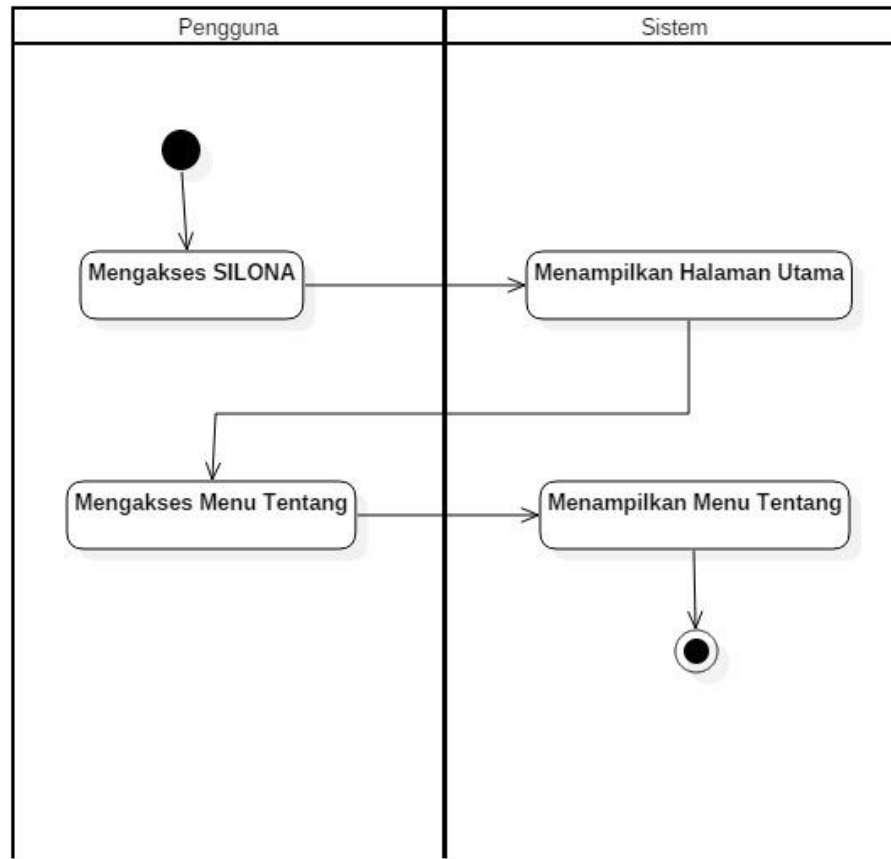 Pengguna
Sistem
Mengakses SILONA
Menampilkan Halaman Utama
Mengakses Menu Tentang
Menampilkan Menu Tentang